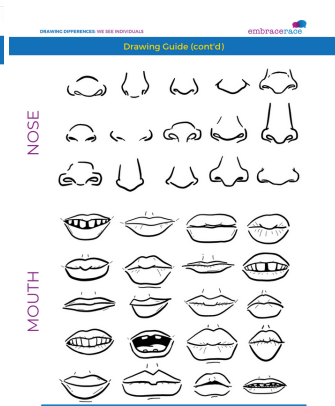 DRAWING DIFFERENCES: WE SEE INDIVIDUALS
embracerace
Drawing Guide (cont'd)
NOSE
MOUTH